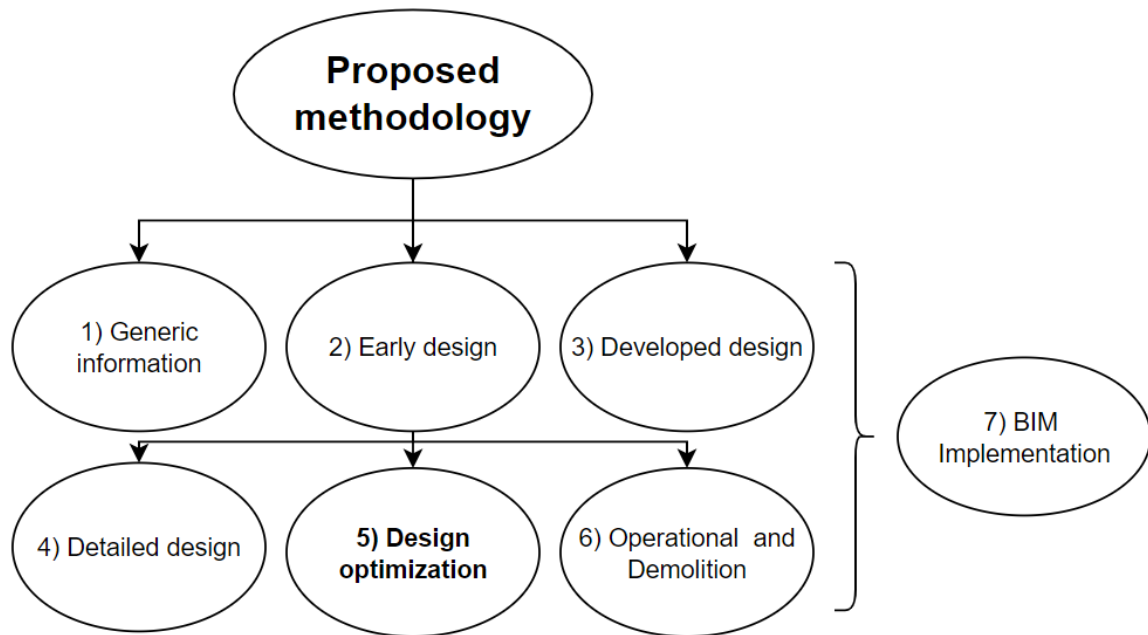 Proposed
methodology
1) Generic
information
2) Early design
3) Developed design
4) Detailed design
5) Design
optimization
6) Operational and
Demolition
7) BIM
Implementation